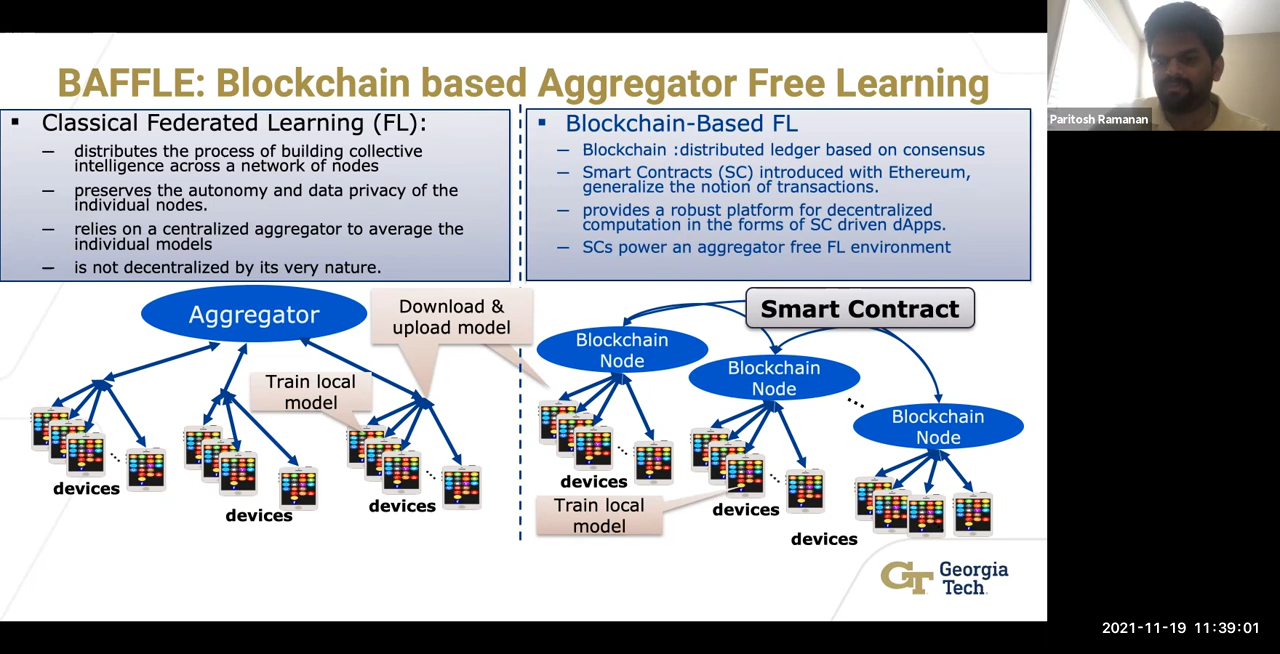 BAFFLE: Blockchain based Aggregator Free Learning
Paritosh Ramanan
▪ Classical Federated Learning (FL):
— distributes the process of building collective
intelligence across a network of nodes
— preserves the autonomy and data privacy of the
individual nodes.
— relies on a centralized aggregator to average the
individual models
— is not decentralized by its very nature.
▪ Blockchain-Based FL
— Blockchain :distributed ledger based on consensus
— Smart Contracts (SC) introduced with Ethereum,
generalize the notion of transactions.
— provides a robust platform for decentralized
computation in the forms of SC driven dApps.
— SCs power an aggregator free FL environment
Aggregator
Download &
upload model
Train local
model
devices
devices
devices
Smart Contract
Blockchain
Node
Blockchain
Node
...
Blockchain
Node
devices
Train local
model
devices
devices
GT Georgia
Tech
2021-11-19 11:39:01